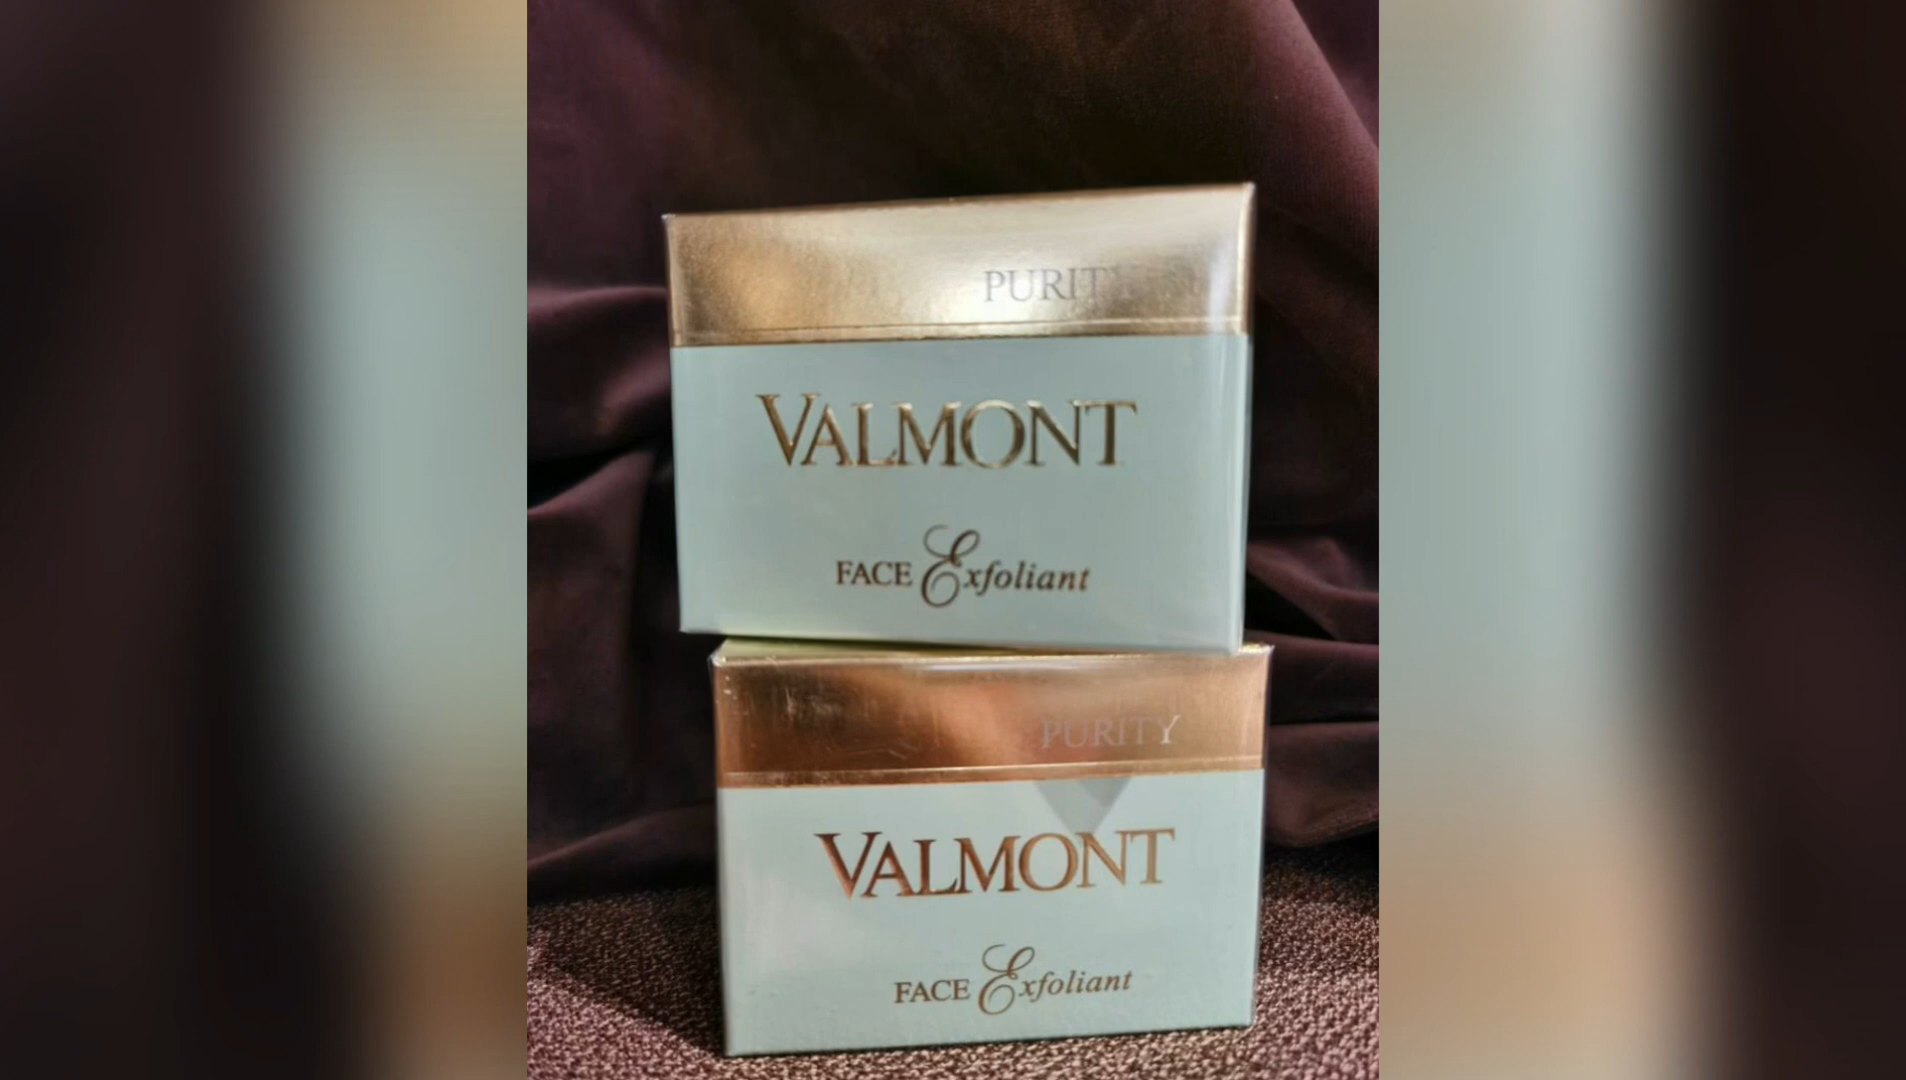 PURITY
VALMONT
FACE Exfoliant
PURITY
VALMONT
FACE Exfoliant